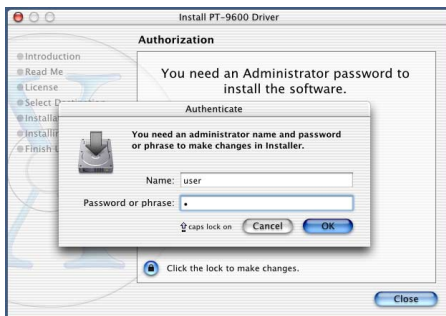 Install PT-9600 Driver
Authorization
Introduction
Read Me
License
Select
You need an Administrator password to
install the software.
Authenticate
You need an administrator name and password
or phrase to make changes in Installer.
Name: user
Password or phrase: •
caps lock on
Cancel
OK
Finish
Click the lock to make changes.
Close